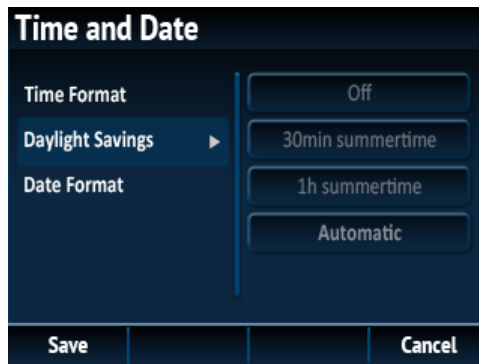 Time and Date
Time Format
Off
Daylight Savings
30min summertime
Date Format
1h summertime
Automatic
Save
Cancel